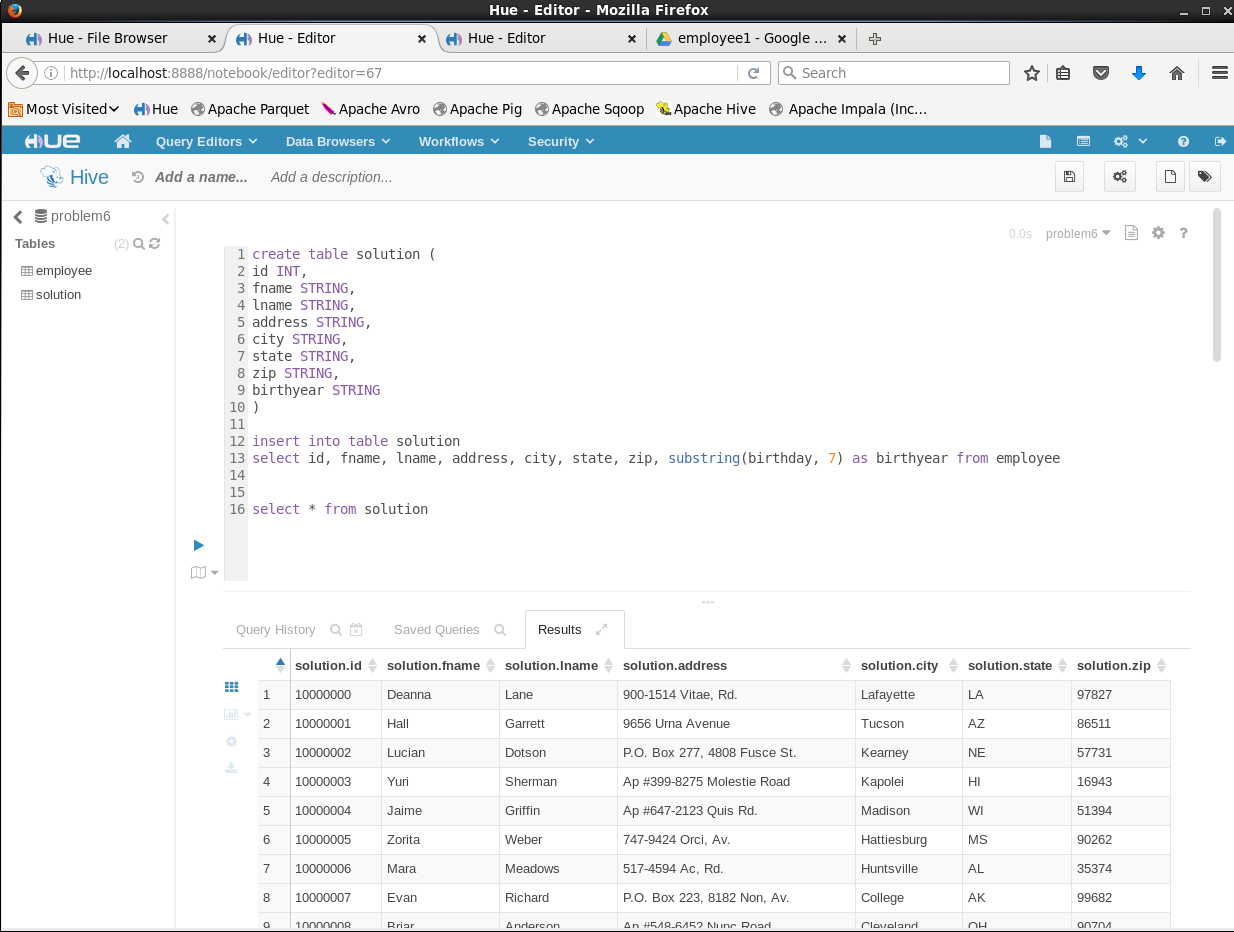 Hue - Editor - Mozilla Firefox
Hue - File Browser
Hue - Editor
Hue - Editor
employee1 - Google ...
http://localhost:8888/notebook/editor?editor=67
Search
Most Visited
Hue
Apache Parquet
Apache Avro
Apache Pig
Apache Sqoop
Apache Hive
Apache Impala (Inc...
HUE
Query Editors
Data Browsers
Workflows
Security
Hive
Add a name...
Add a description...
problem6
Tables
(2)
employee
solution
0.0s
problem6
1 create table solution (
2 id INT,
3 fname STRING,
4 lname STRING,
5 address STRING,
6 city STRING,
7 state STRING,
8 zip STRING,
9 birthyear STRING
10 )
11
12 insert into table solution
13 select id, fname, lname, address, city, state, zip, substring(birthday, 7) as birthyear from employee
14
15
16 select * from solution
Query History
Saved Queries
Results
solution.id solution.fname solution.lname solution.address solution.city solution.state solution.zip
1 10000000 Deanna Lane 900-1514 Vitae, Rd. Lafayette LA 97827
2 10000001 Hall Garrett 9656 Urna Avenue Tucson AZ 86511
3 10000002 Lucian Dotson P.O. Box 277, 4808 Fusce St. Kearney NE 57731
4 10000003 Yuri Sherman Ap #399-8275 Molestie Road Kapolei HI 16943
5 10000004 Jaime Griffin Ap #647-2123 Quis Rd. Madison WI 51394
6 10000005 Zorita Weber 747-9424 Orci, Av. Hattiesburg MS 90262
7 10000006 Mara Meadows 517-4594 Ac, Rd. Huntsville AL 35374
8 10000007 Evan Richard P.O. Box 223, 8182 Non, Av. College AK 99682
9 10000008 Briar Anderson Ap #548-6452 Nunc Road Cleveland OH 90704